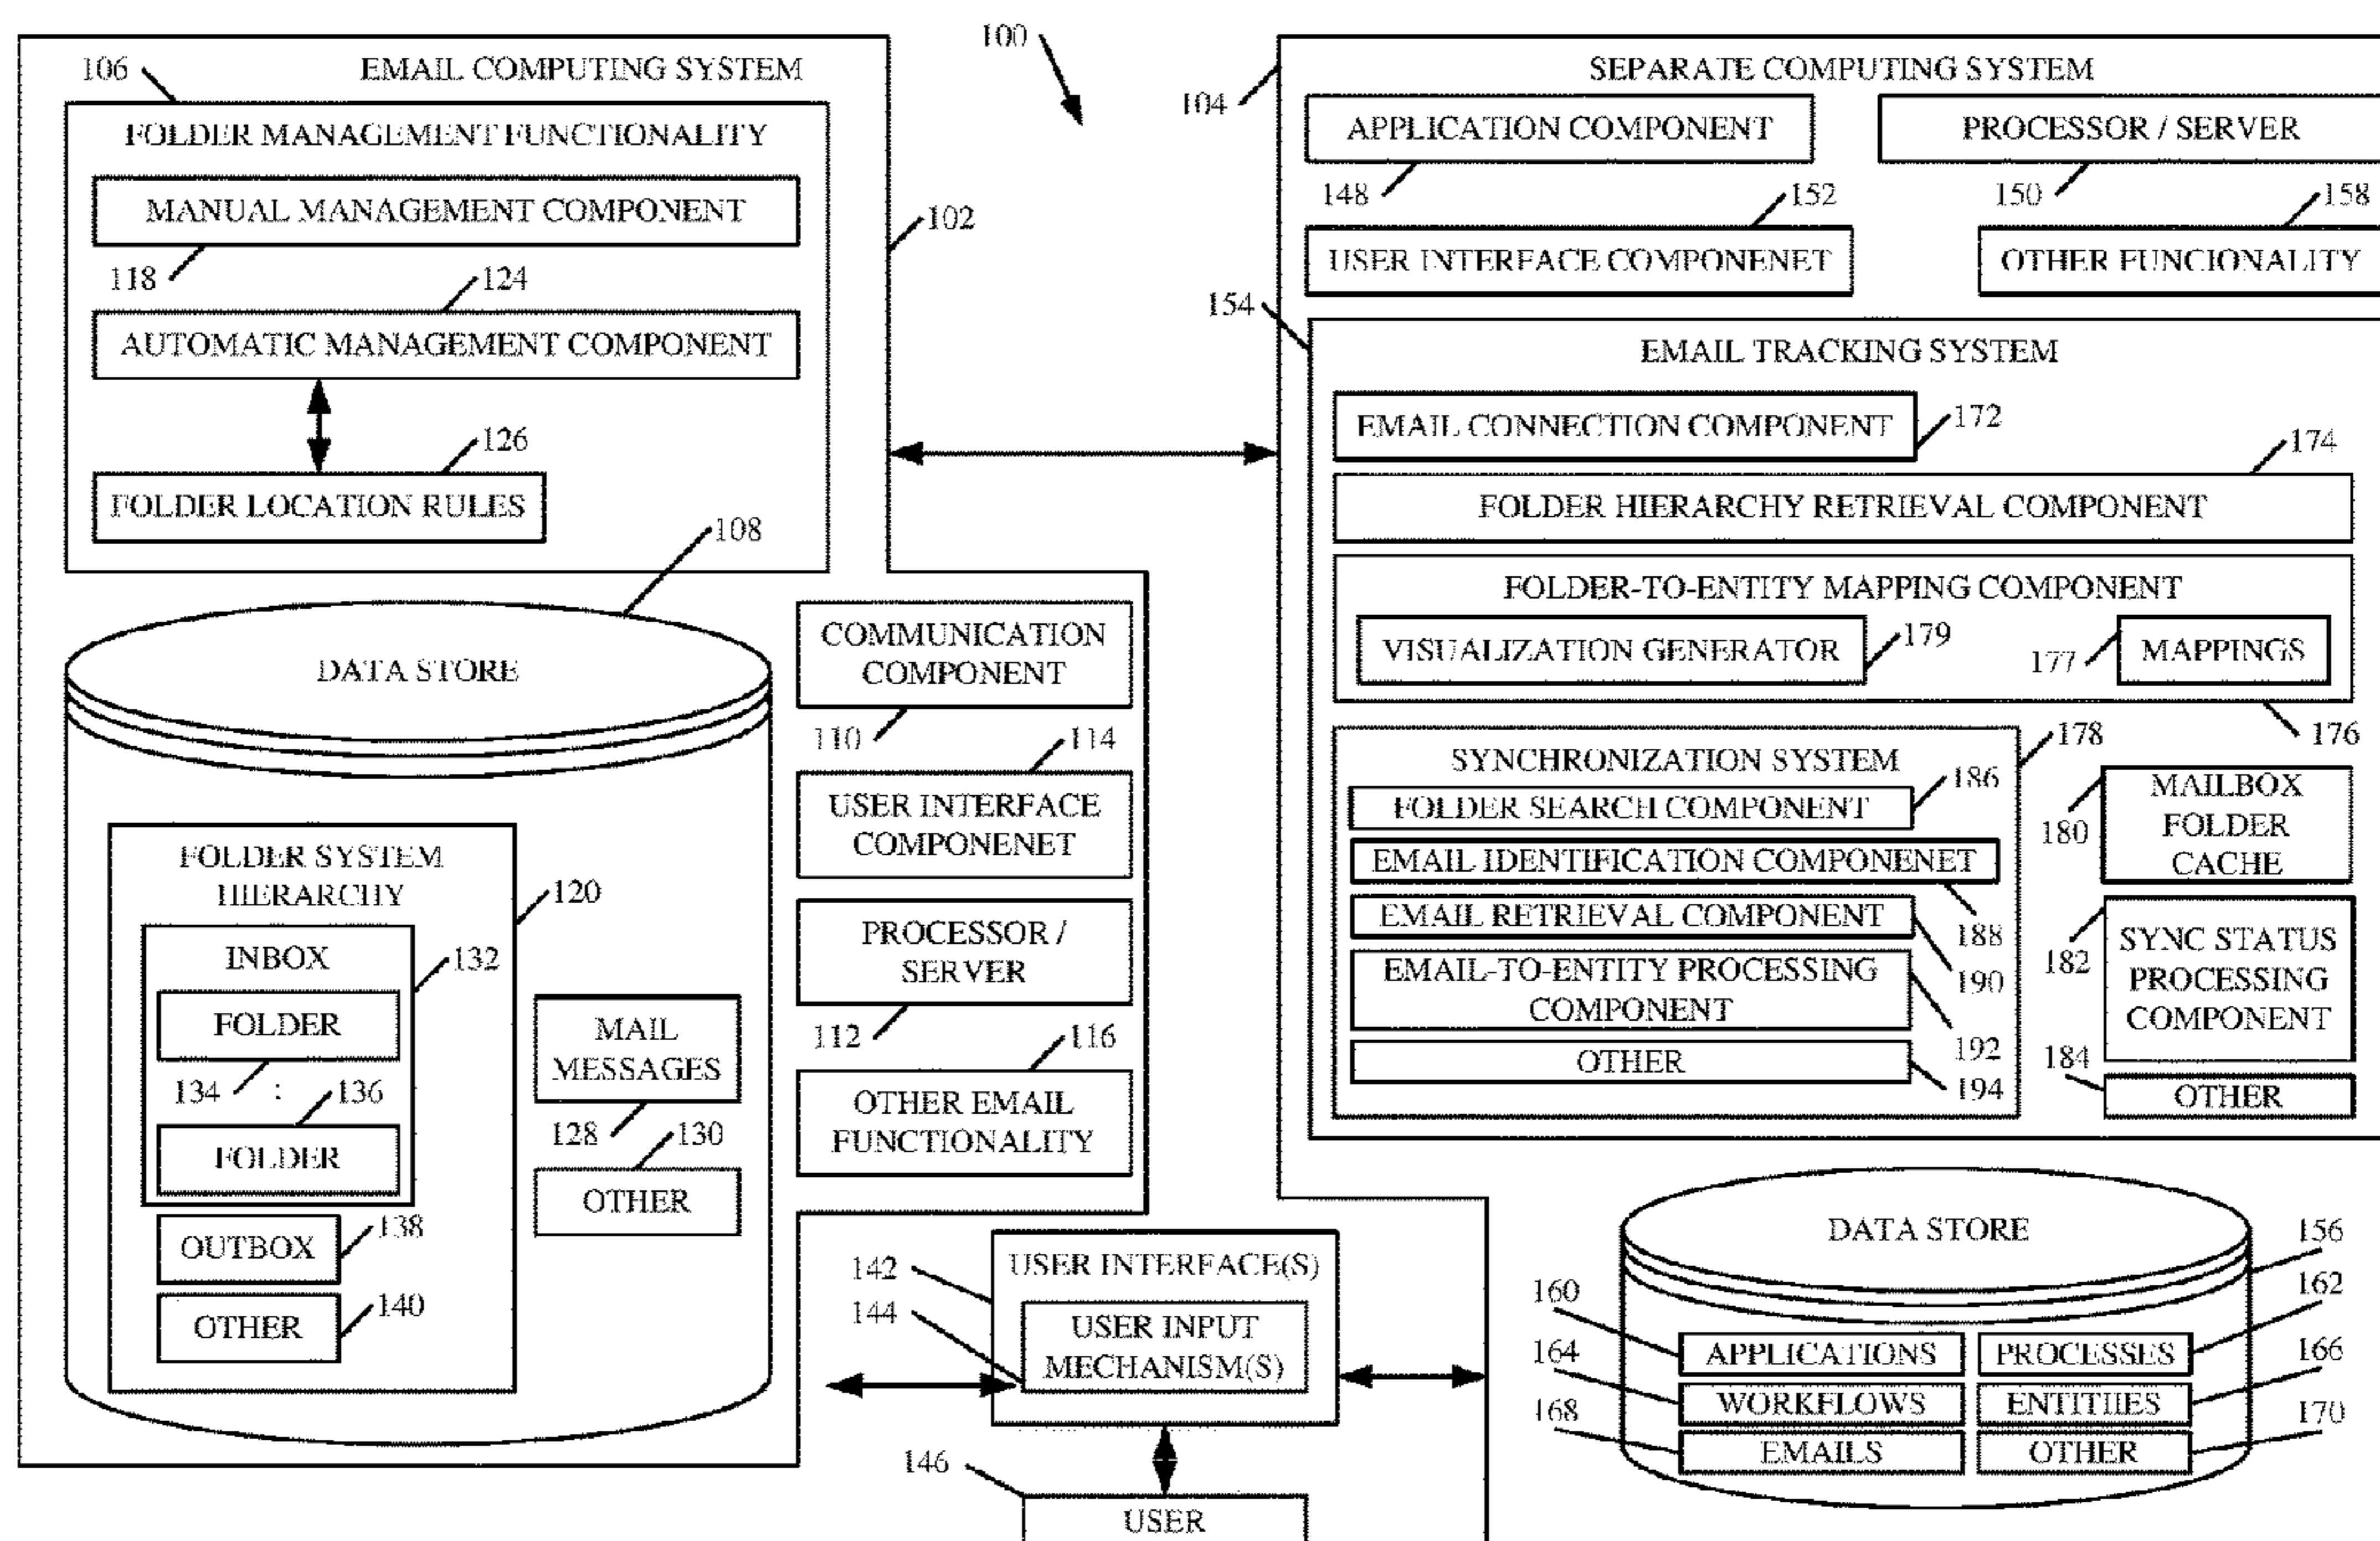 100
106
EMAIL COMPUTING SYSTEM
FOLDER MANAGEMENT FUNCTIONALITY
MANUAL MANAGEMENT COMPONENT
102
118
124
AUTOMATIC MANAGEMENT COMPONENT
126
FOLDER LOCATION RULES
108
DATA STORE
COMMUNICATION
COMPONENT
110
114
USER INTERFACE
COMPONENET
PROCESSOR /
SERVER
112
116
OTHER EMAIL
FUNCTIONALITY
FOLDER SYSTEM
HIERARCHY
120
INBOX
132
FOLDER
134
:
136
FOLDER
MAIL
MESSAGES
128
130
OTHER
OUTBOX
138
OTHER
140
142
USER INTERFACE(S)
144
USER INPUT
MECHANISM(S)
146
USER
104
SEPARATE COMPUTING SYSTEM
APPLICATION COMPONENT
PROCESSOR / SERVER
148
152
150
158
USER INTERFACE COMPONENET
OTHER FUNCIONALITY
154
EMAIL TRACKING SYSTEM
EMAIL CONNECTION COMPONENT
172
174
FOLDER HIERARCHY RETRIEVAL COMPONENT
FOLDER-TO-ENTITY MAPPING COMPONENT
VISUALIZATION GENERATOR
179
177
MAPPINGS
176
178
SYNCHRONIZATION SYSTEM
186
FOLDER SEARCH COMPONENT
EMAIL IDENTIFICATION COMPONENET
188
EMAIL RETRIEVAL COMPONENT
190
EMAIL-TO-ENTITY PROCESSING
COMPONENT
192
OTHER
194
180
MAILBOX
FOLDER
CACHE
182
SYNC STATUS
PROCESSING
COMPONENT
184
OTHER
DATA STORE
156
160
162
APPLICATIONS
PROCESSES
164
166
WORKFLOWS
ENTITIIES
168
170
EMAILS
OTHER